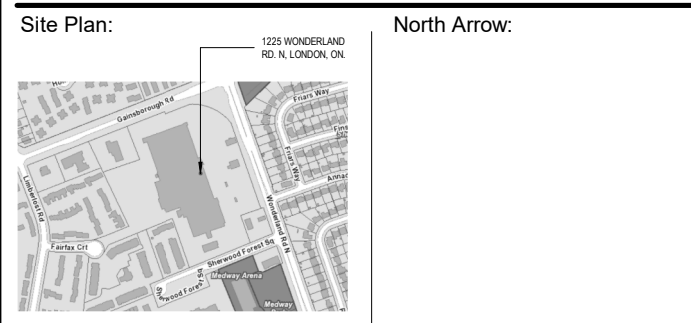 Site Plan:
North Arrow:
1225 WONDERLAND
RD. N, LONDON, ON.
Gainsborough Rd
Friars Way
Friars Way
Limberlost Rd
Wonderland Rd N
Fairfax Crt
Sherwood Forest Sq
Sherwood Fores
t Sq
Medway Arena
Medway